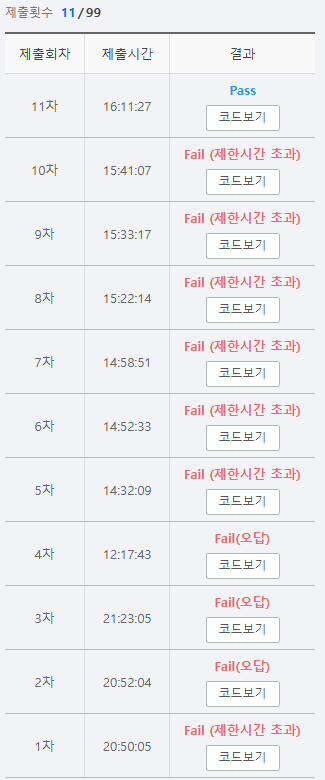 제출횟수 11/99
제출회차 제출시간 결과
Pass
11차 16:11:27
코드보기
Fail (제한시간 초과)
10차 15:41:07
코드보기
Fail (제한시간 초과)
9차 15:33:17
코드보기
Fail (제한시간 초과)
8차 15:22:14
코드보기
Fail (제한시간 초과)
7차 14:58:51
코드보기
Fail (제한시간 초과)
6차 14:52:33
코드보기
Fail (제한시간 초과)
5차 14:32:09
코드보기
Fail(오답)
4차 12:17:43
코드보기
Fail(오답)
3차 21:23:05
코드보기
Fail(오답)
2차 20:52:04
코드보기
Fail (제한시간 초과)
1차 20:50:05
코드보기